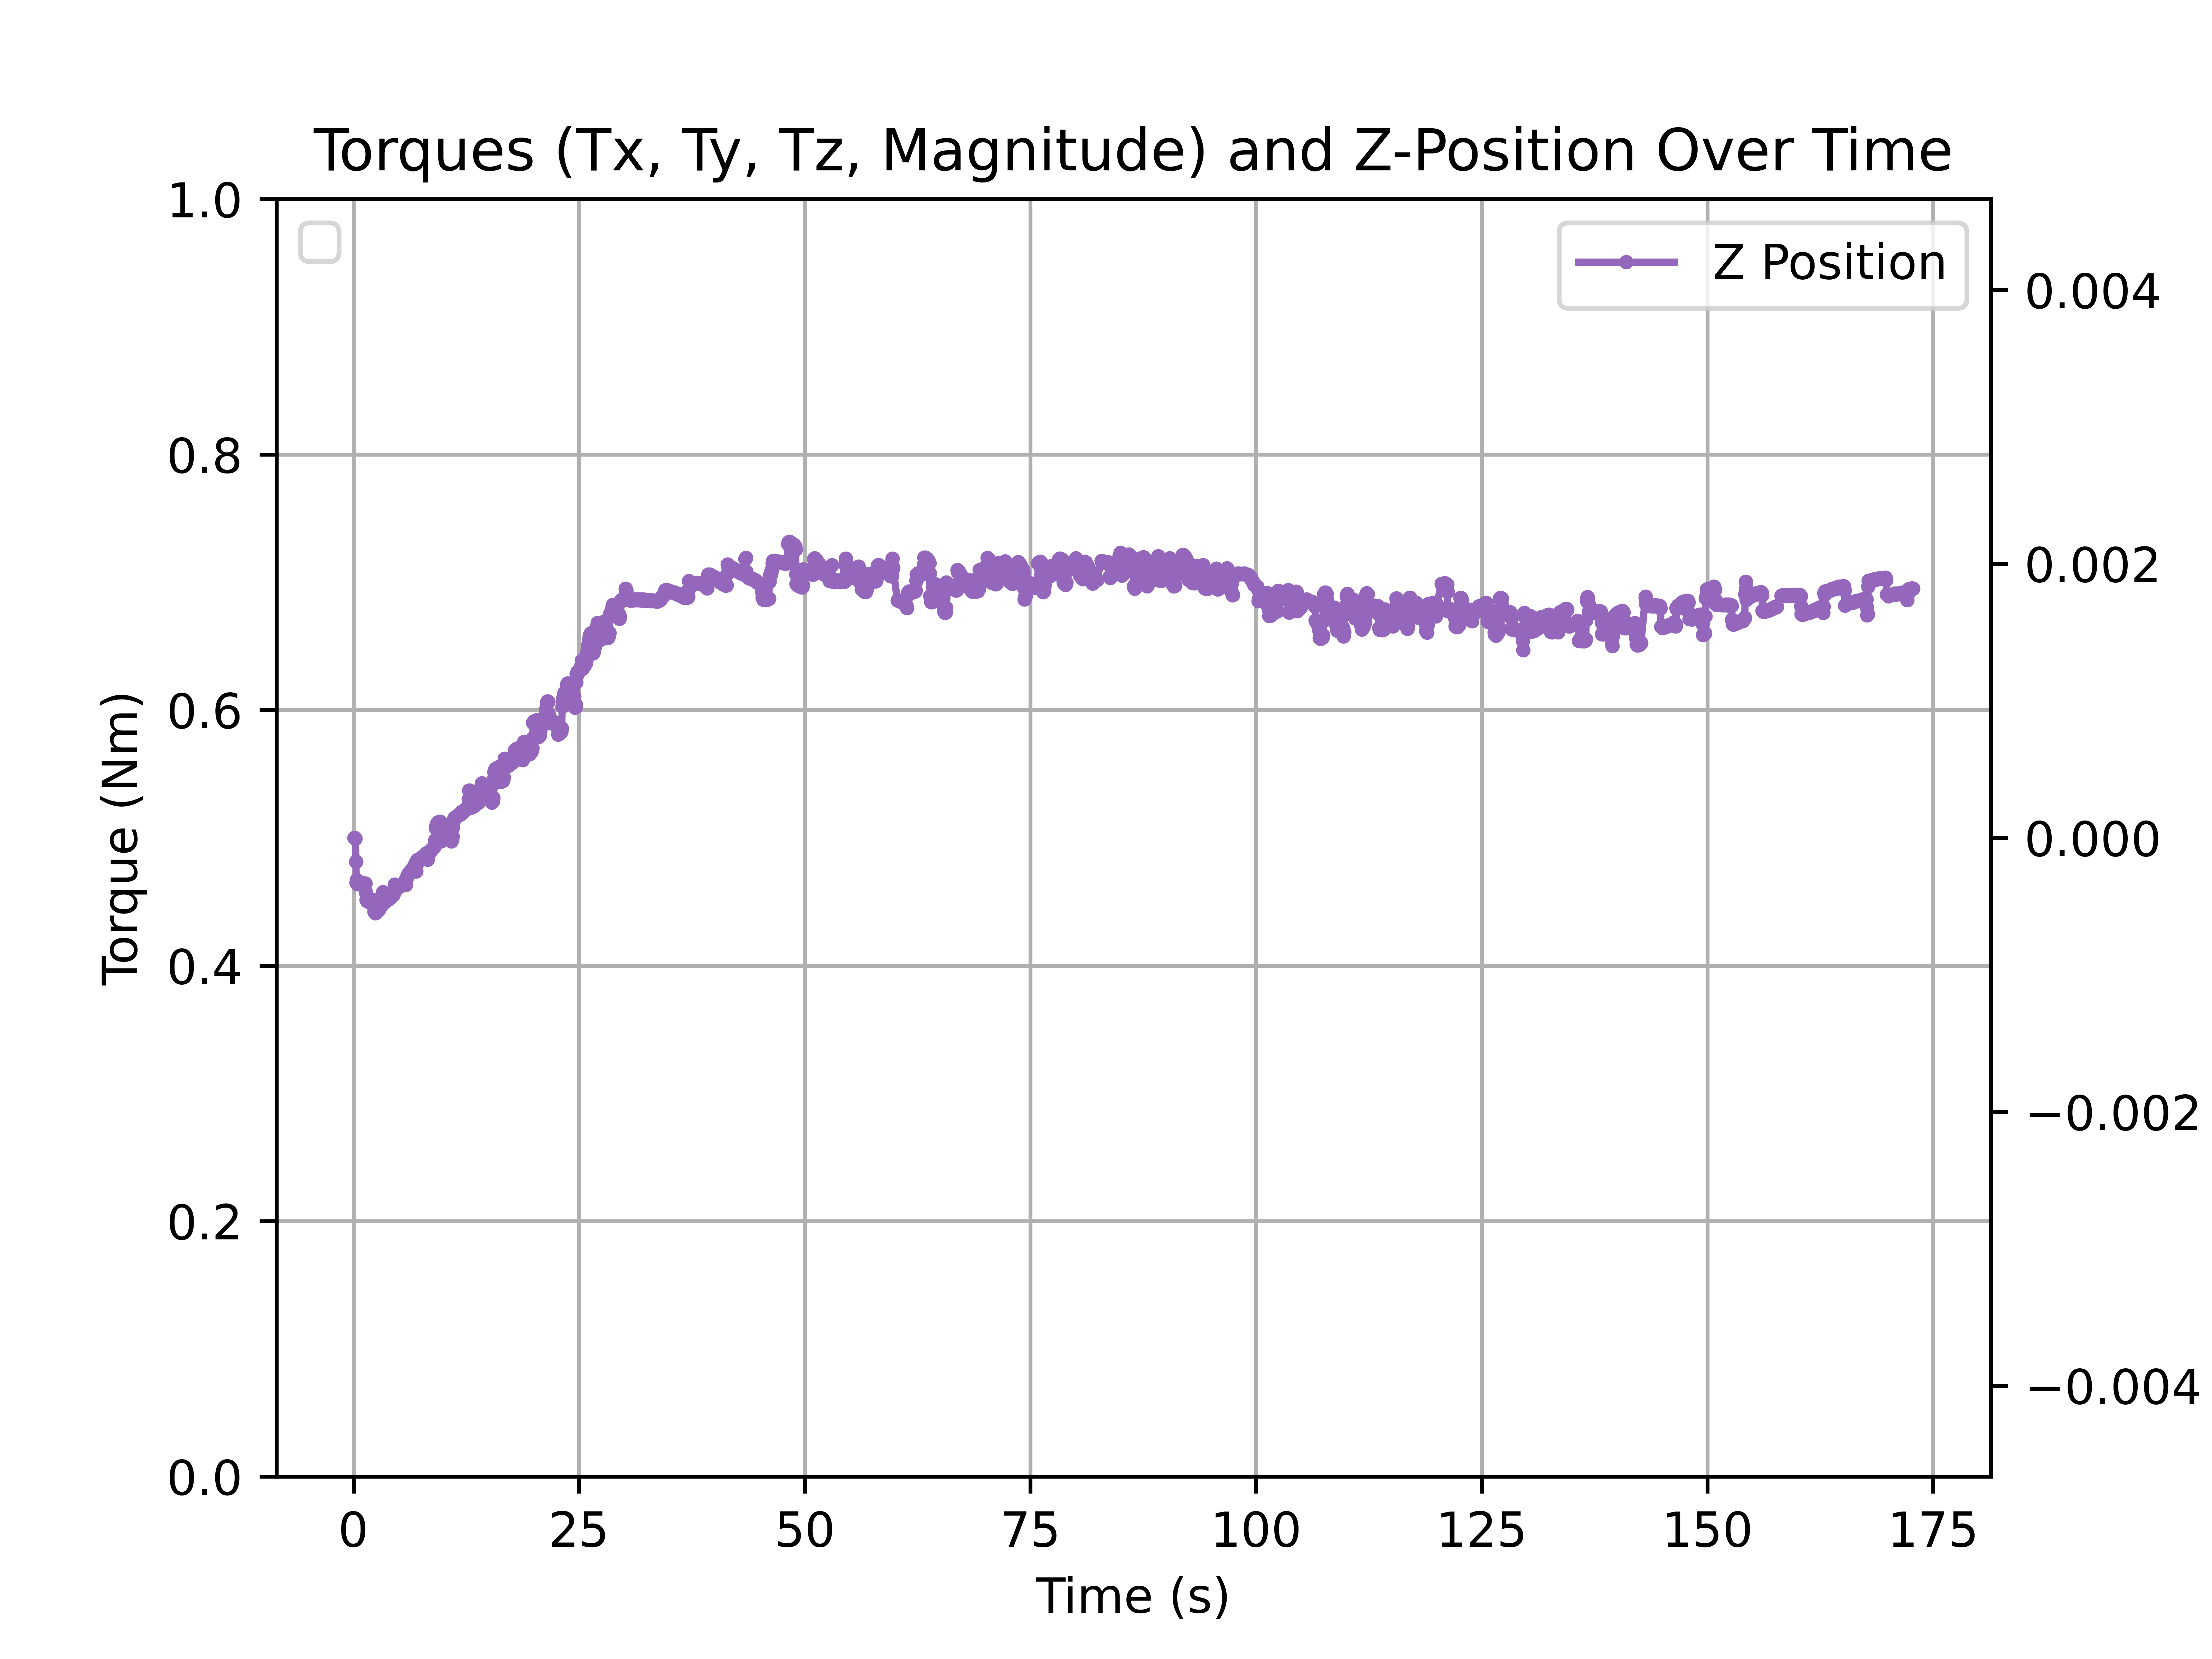 Torques (Tx, Ty, Tz, Magnitude) and Z-Position Over Time
Z Position
Torque (Nm)
1.0
0.8
0.6
0.4
0.2
0.0
0.004
0.002
0.000
−0.002
−0.004
0 25 50 75 100 125 150 175
Time (s)